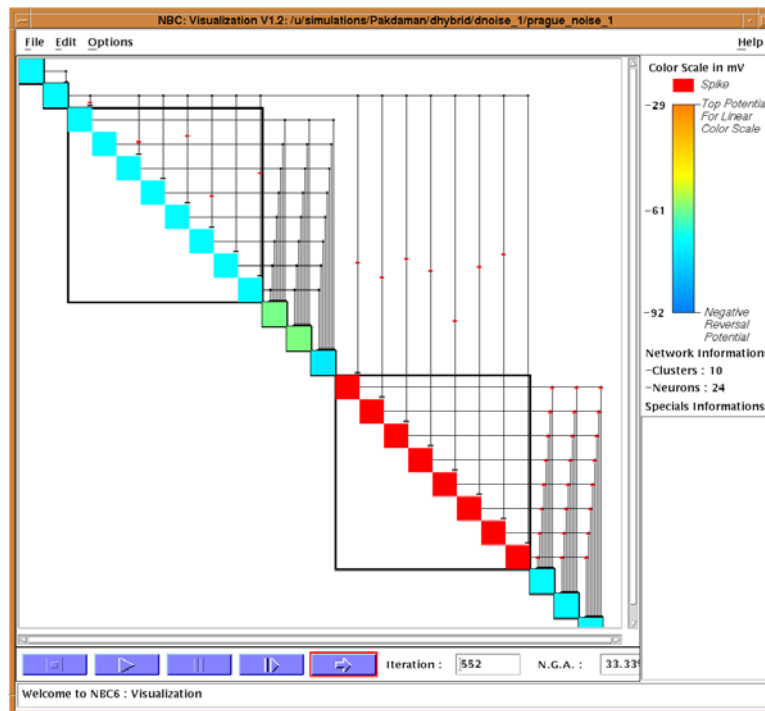 NBC: Visualization V1.2: /u/simulations/Pakdaman/dhybrid/dnoise_1/prague_noise_1
File Edit Options Help
Color Scale in mV
Spike
-29
Top Potentia
For Linear
Color Scale
-61
-92
Negative
Reversal
Potential
Network Information
-Clusters : 10
-Neurons : 24
Specials Informations
Iteration : 552 N.G.A. : 33.33%
Welcome to NBC6 : Visualization